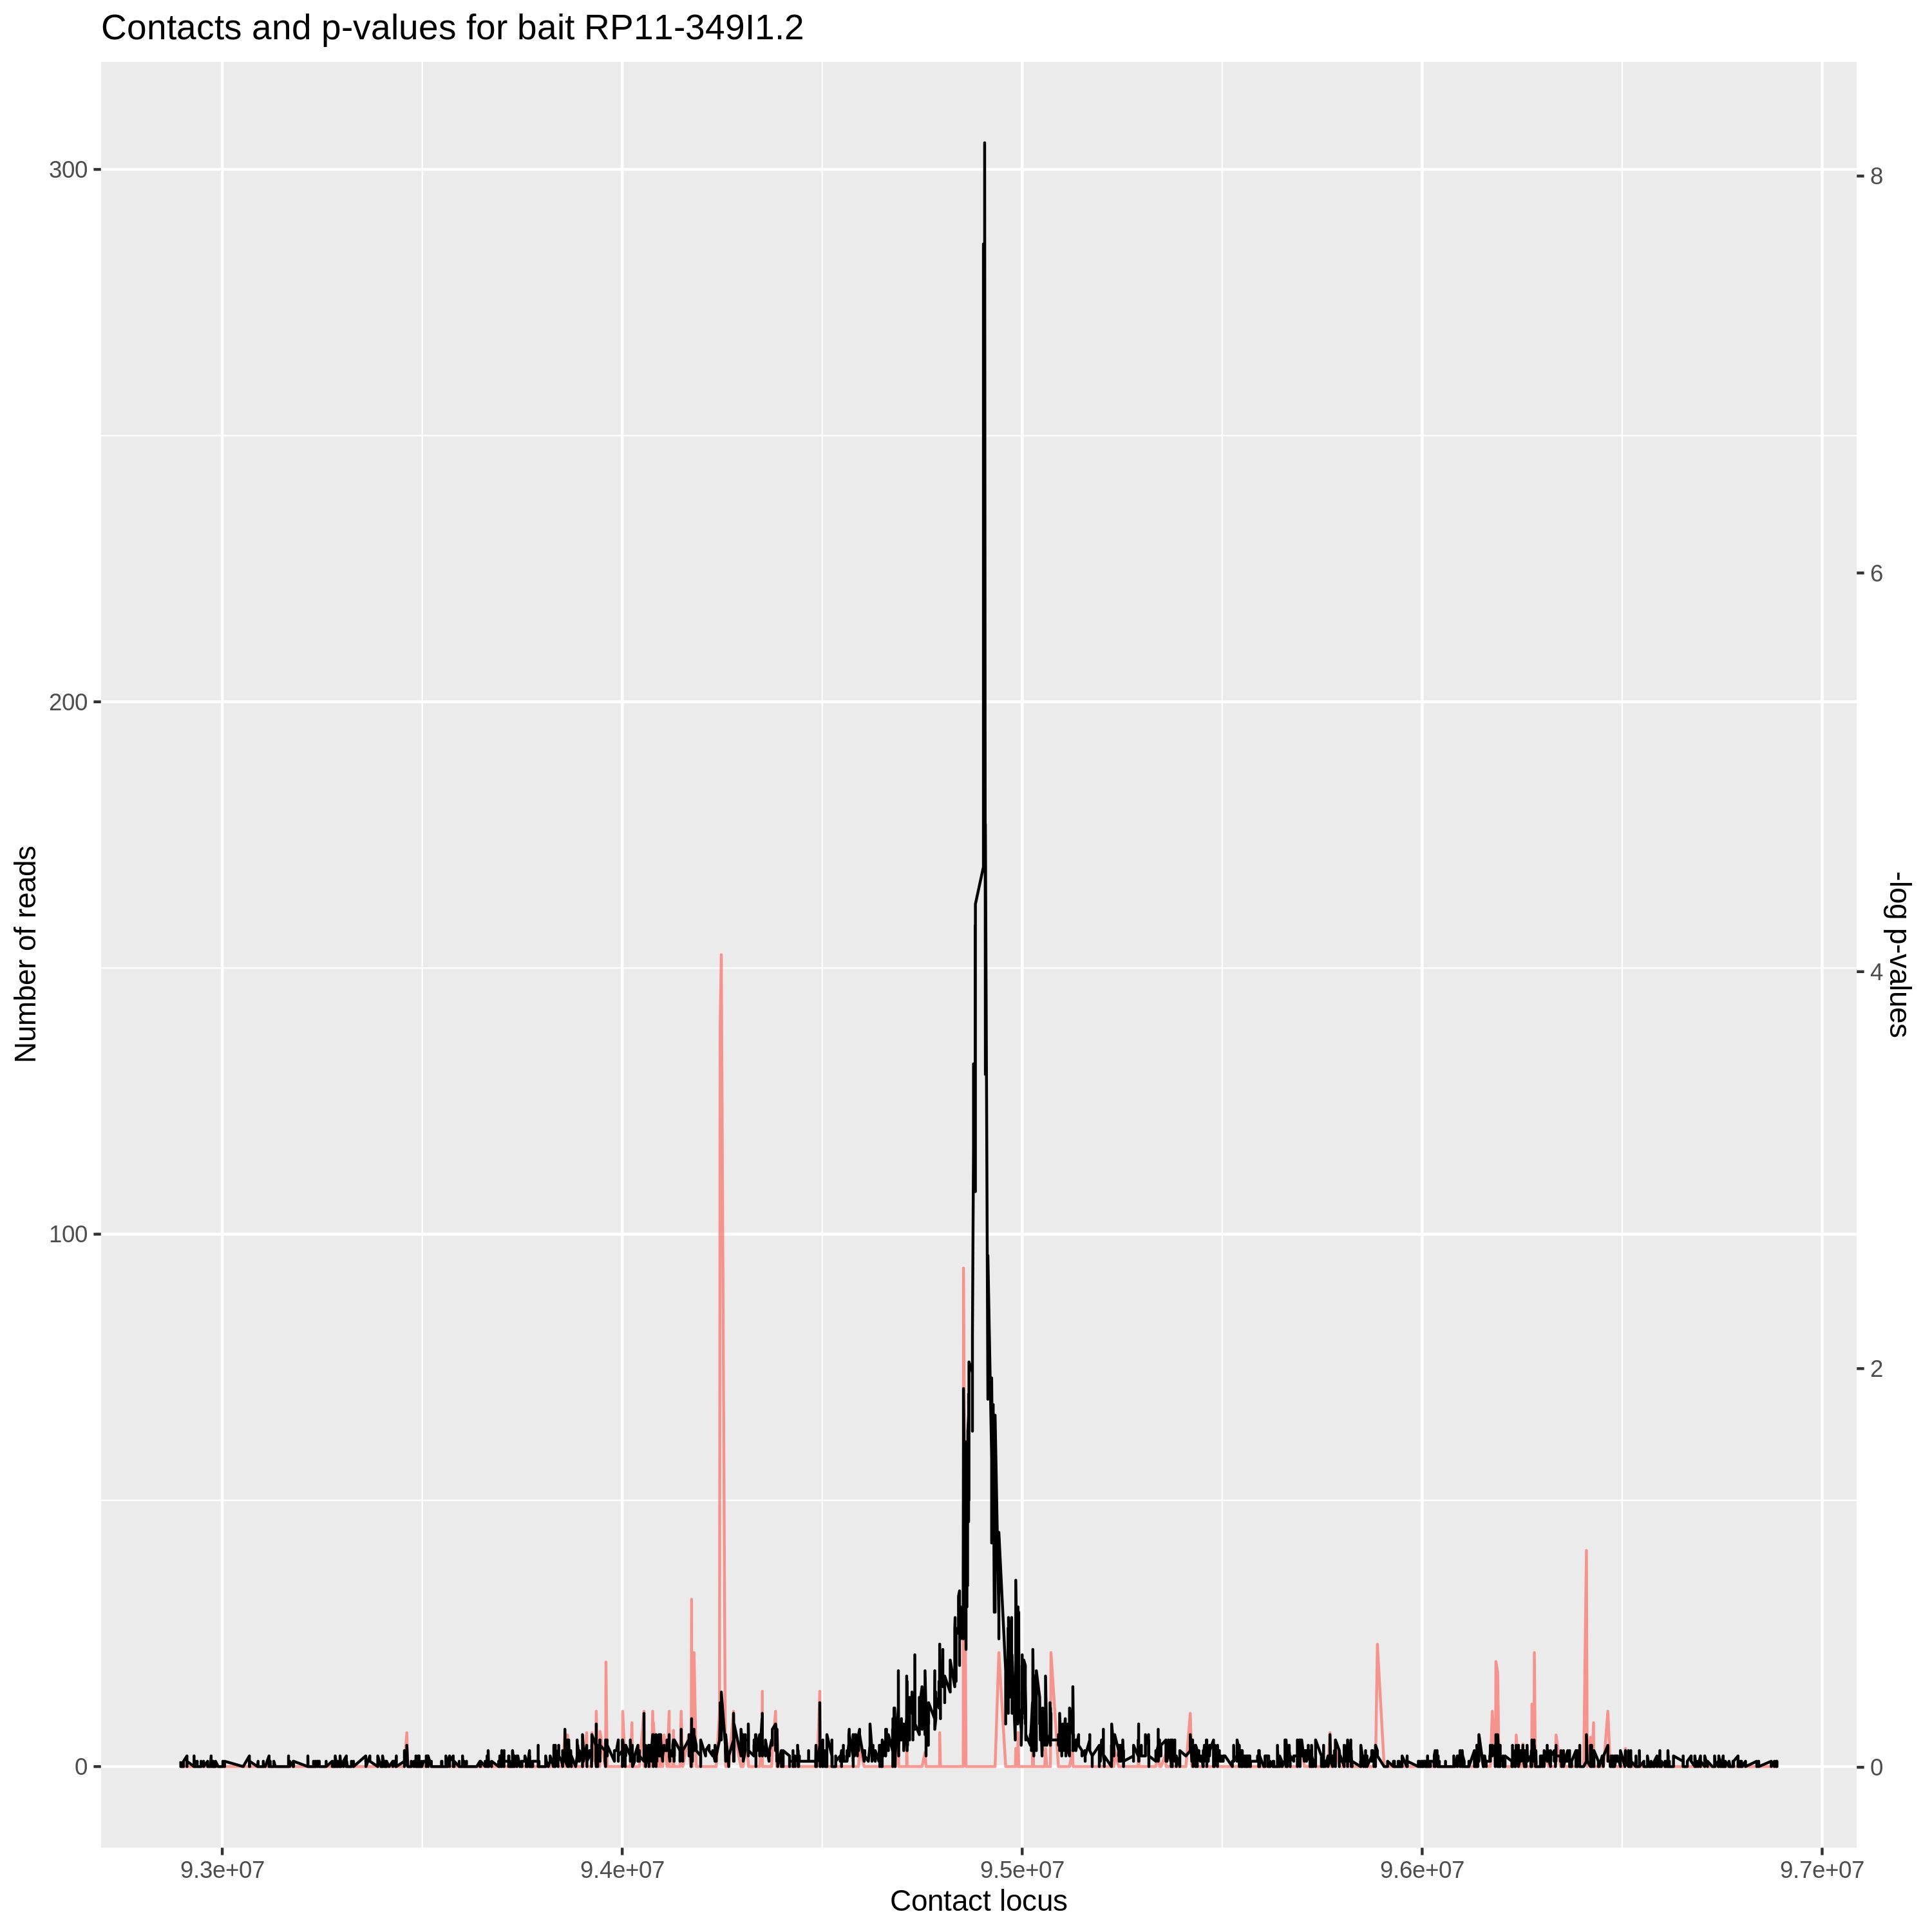 Contacts and p-values for bait RP11-349I1.2
300
200
100
0
Number of reads
8
6
4
2
0
-log p-values
9.3e+07
9.4e+07
9.5e+07
9.6e+07
9.7e+07
Contact locus